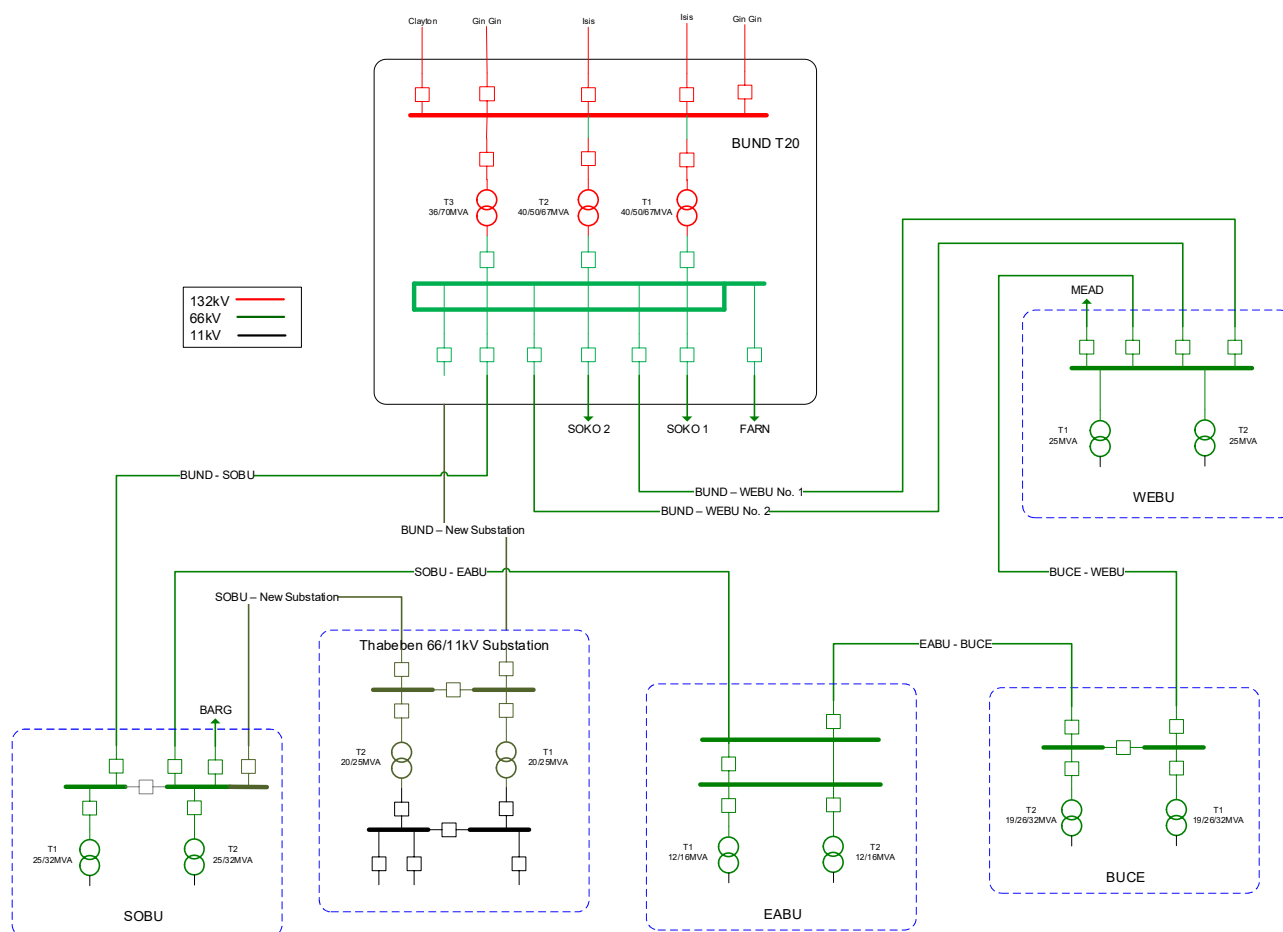 Clayton
Gin Gin
Isis
Isis
Gin Gin
BUND T20
T3
36/70MVA
T2
40/50/67MVA
T1
40/50/67MVA
132kV
66kV
11kV
MEAD
T1
25MVA
T2
25MVA
WEBU
SOKO 2
SOKO 1
FARN
BUND - SOBU
BUND – WEBU No. 1
BUND – WEBU No. 2
BUND – New Substation
SOBU - EABU
BUCE - WEBU
SOBU – New Substation
Thabeben 66/11kV Substation
EABU - BUCE
BARG
T2
20/25MVA
T1
20/25MVA
T1
25/32MVA
T2
25/32MVA
SOBU
T1
12/16MVA
T2
12/16MVA
EABU
T2
19/26/32MVA
T1
19/26/32MVA
BUCE